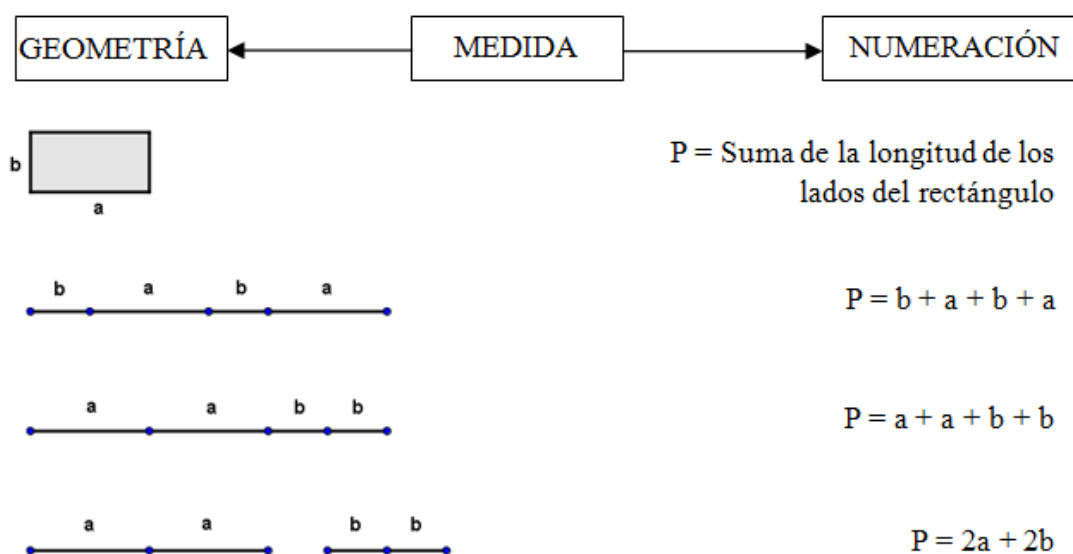 GEOMETRÍA MEDIDA NUMERACIÓN
b
a
P = Suma de la longitud de los
lados del rectángulo
b a b a
P = b + a + b + a
a a b b
P = a + a + b + b
a a b b
P = 2a + 2b